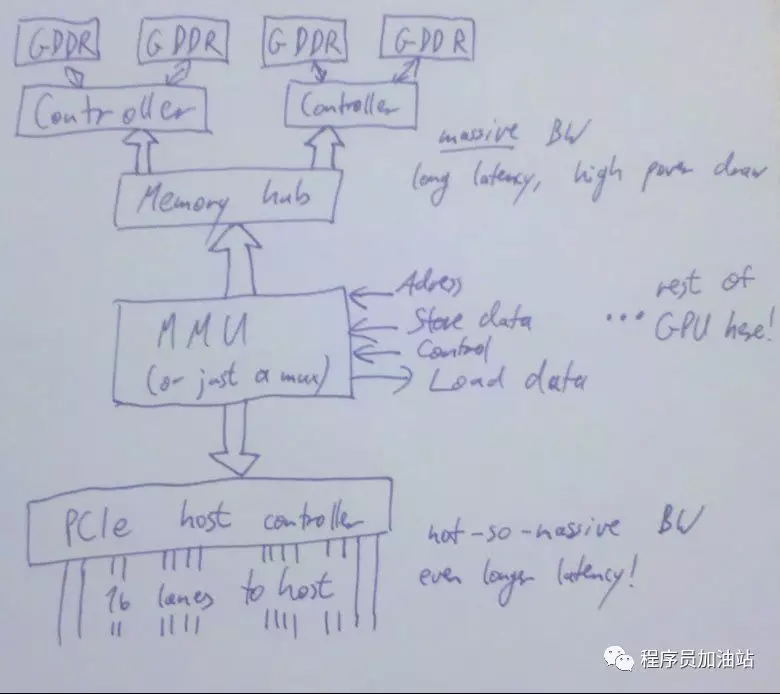 GDDR GDDR GDDR GDDR
Controller Controller
massive BW
long latency, high power draw
Memory hub
Adress
Store data
Control
Load data
MMU
(or just a mux)
... rest of
GPU here!
PCIe host controller
16 lanes to host
not-so-massive BW
even longer latency!
程序员加油站